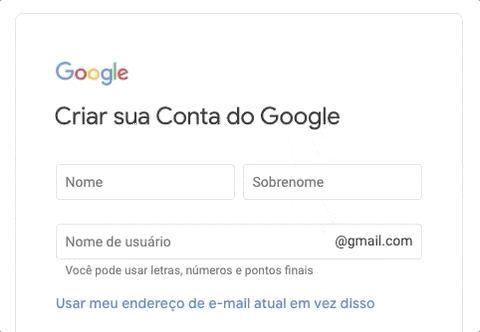 Google
Criar sua Conta do Google
Nome
Sobrenome
Nome de usuário
@gmail.com
Você pode usar letras, números e pontos finais
Usar meu endereço de e-mail atual em vez disso